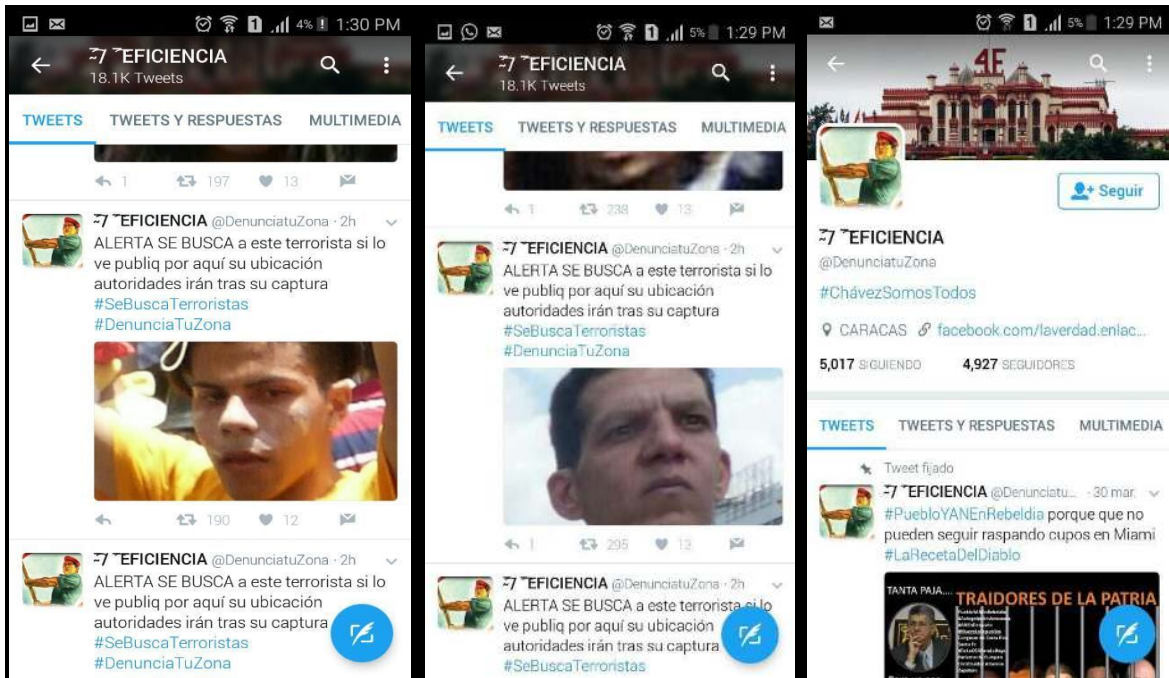 4% 1:30 PM
EFICIENCIA
18.1K Tweets
TWEETS TWEETS Y RESPUESTAS MULTIMEDIA
1 197 13
EFICIENCIA @DenunciatuZona · 2h
ALERTA SE BUSCA a este terrorista si lo
ve publiq por aquí su ubicación
autoridades irán tras su captura
#SeBuscaTerroristas
#DenunciaTuZona
190 12
EFICIENCIA @DenunciatuZona · 2h
ALERTA SE BUSCA a este terrorista si lo
ve publiq por aquí su ubicación
autoridades irán tras su captura
#SeBuscaTerroristas
#DenunciaTuZona
5% 1:29 PM
EFICIENCIA
18.1K Tweets
TWEETS TWEETS Y RESPUESTAS MULTIMEDIA
1 238 13
EFICIENCIA @DenunciatuZona · 2h
ALERTA SE BUSCA a este terrorista si lo
ve publiq por aquí su ubicación
autoridades irán tras su captura
#SeBuscaTerroristas
#DenunciaTuZona
1 295 13
EFICIENCIA @DenunciatuZona · 2h
ALERTA SE BUSCA a este terrorista si lo
ve publiq por aquí su ubicación
autoridades irán tras su captura
#SeBuscaTerroristas
5% 1:29 PM
4F
Seguir
EFICIENCIA
@DenunciatuZona
#ChávezSomosTodos
CARACAS facebook.com/laverdad.enlac...
5,017 SIGUIENDO 4,927 SEGUIDORES
TWEETS TWEETS Y RESPUESTAS MULTIMEDIA
Tweet fijado
EFICIENCIA @Denunciatu... · 30 mar.
#PuebloYANEnRebeldia porque que no
pueden seguir raspando cupos en Miami
#LaRecetaDelDiablo
TANTA PAJA....
TRAIDORES DE LA PATRIA